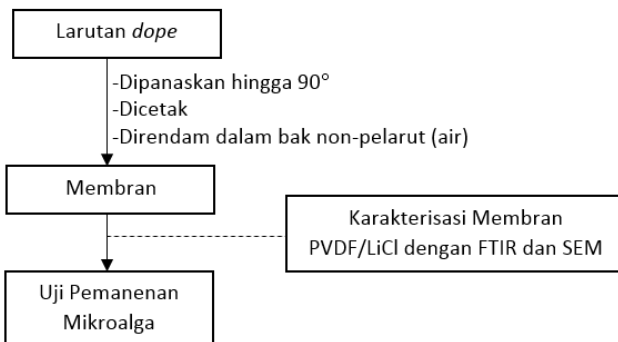 Larutan dope
-Dipanaskan hingga 90°
-Dicetak
-Direndam dalam bak non-pelarut (air)
Membran
Karakterisasi Membran
PVDF/LiCl dengan FTIR dan SEM
Uji Pemanenan
Mikroalga